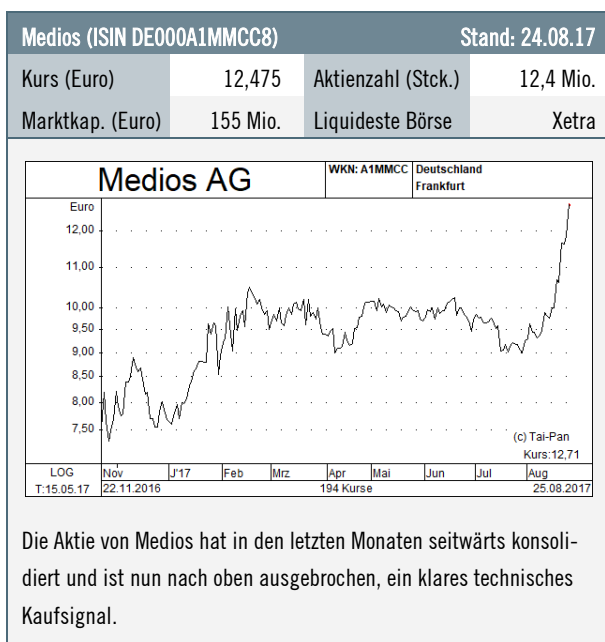 Medios (ISIN DE000A1MMCC8) Stand: 24.08.17
Kurs (Euro) 12,475 Aktienzahl (Stck.) 12,4 Mio.
Marktkap. (Euro) 155 Mio. Liquideste Börse Xetra
Medios AG
WKN: A1MMCC
Deutschland
Frankfurt
Euro
12,00
11,00
10,00
9,50
9,00
8,50
8,00
7,50
(c) Tai-Pan
Kurs:12,71
LOG Nov J'17 Feb Mrz Apr Mai Jun Jul Aug
T:15.05.17 22.11.2016 194 Kurse 25.08.2017
Die Aktie von Medios hat in den letzten Monaten seitwärts konsoli-
diert und ist nun nach oben ausgebrochen, ein klares technisches
Kaufsignal.